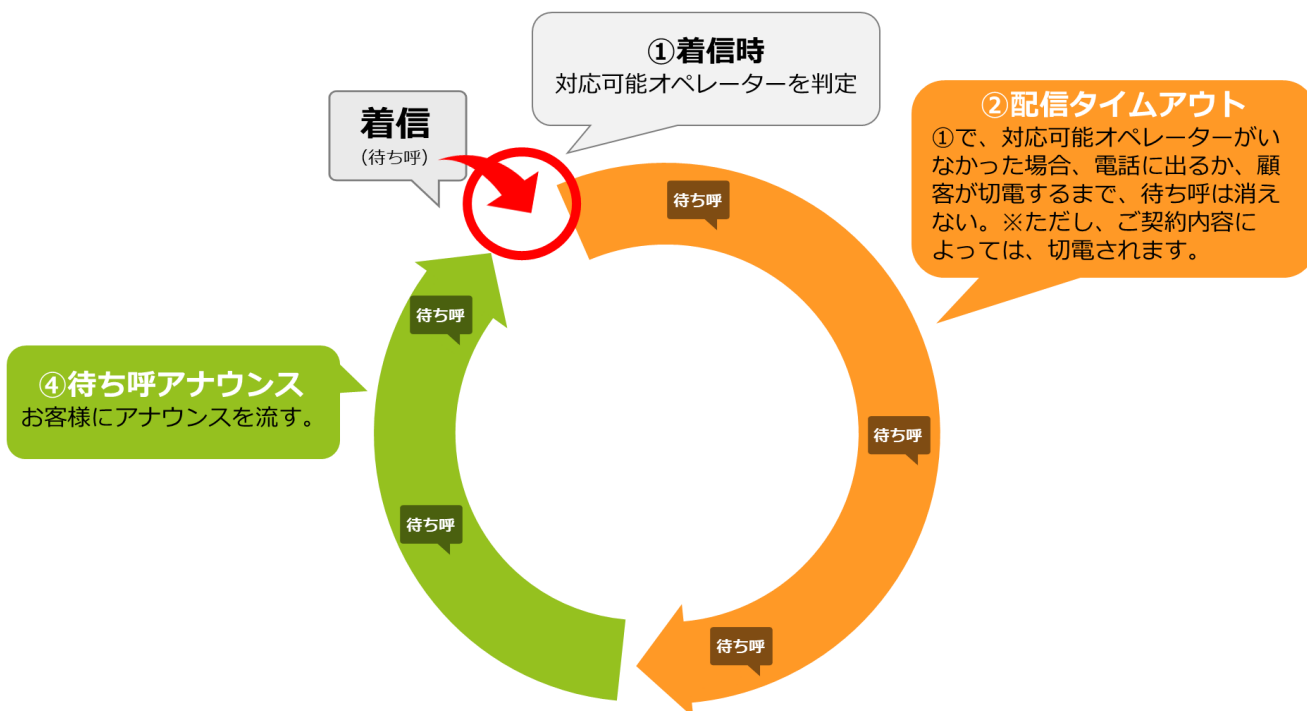 ①着信時
対応可能オペレーターを判定
着信
（待ち呼）
②配信タイムアウト
①で、対応可能オペレーターがい
なかった場合、電話に出るか、顧
客が切電するまで、待ち呼は消え
ない。※ただし、ご契約内容に
よっては、切電されます。
待ち呼
待ち呼
待ち呼
④待ち呼アナウンス
お客様にアナウンスを流す。
待ち呼
待ち呼